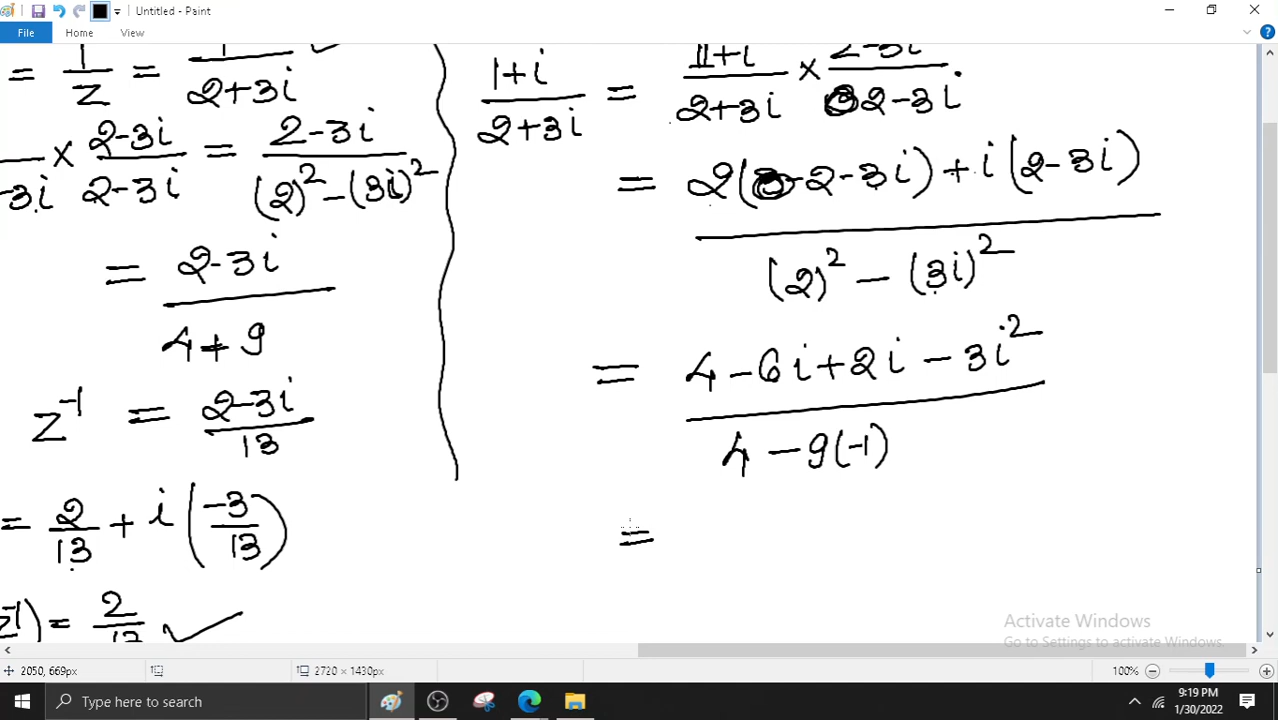 Untitled - Paint
File Home View
= 1/z = 1/(2+3i)
× (2-3i)/(2-3i) = (2-3i)/((2)² - (3i)²)
-3i
= (2-3i)/(4+9)
z⁻¹ = (2-3i)/13
= 2/13 + i(-3/13)
z⁻¹) = 2/13 ✓
(1+i)/(2+3i) = (1+i)/(2+3i) × (2-3i)/(2-3i)
= (2(2-3i)+i(2-3i))/((2)² - (3i)²)
= (4-6i+2i-3i²)/(4-9(-1))
=
Activate Windows
Go to Settings to activate Windows.
2050, 669px
2720 × 1430px
100%
Type here to search
9:19 PM
1/30/2022